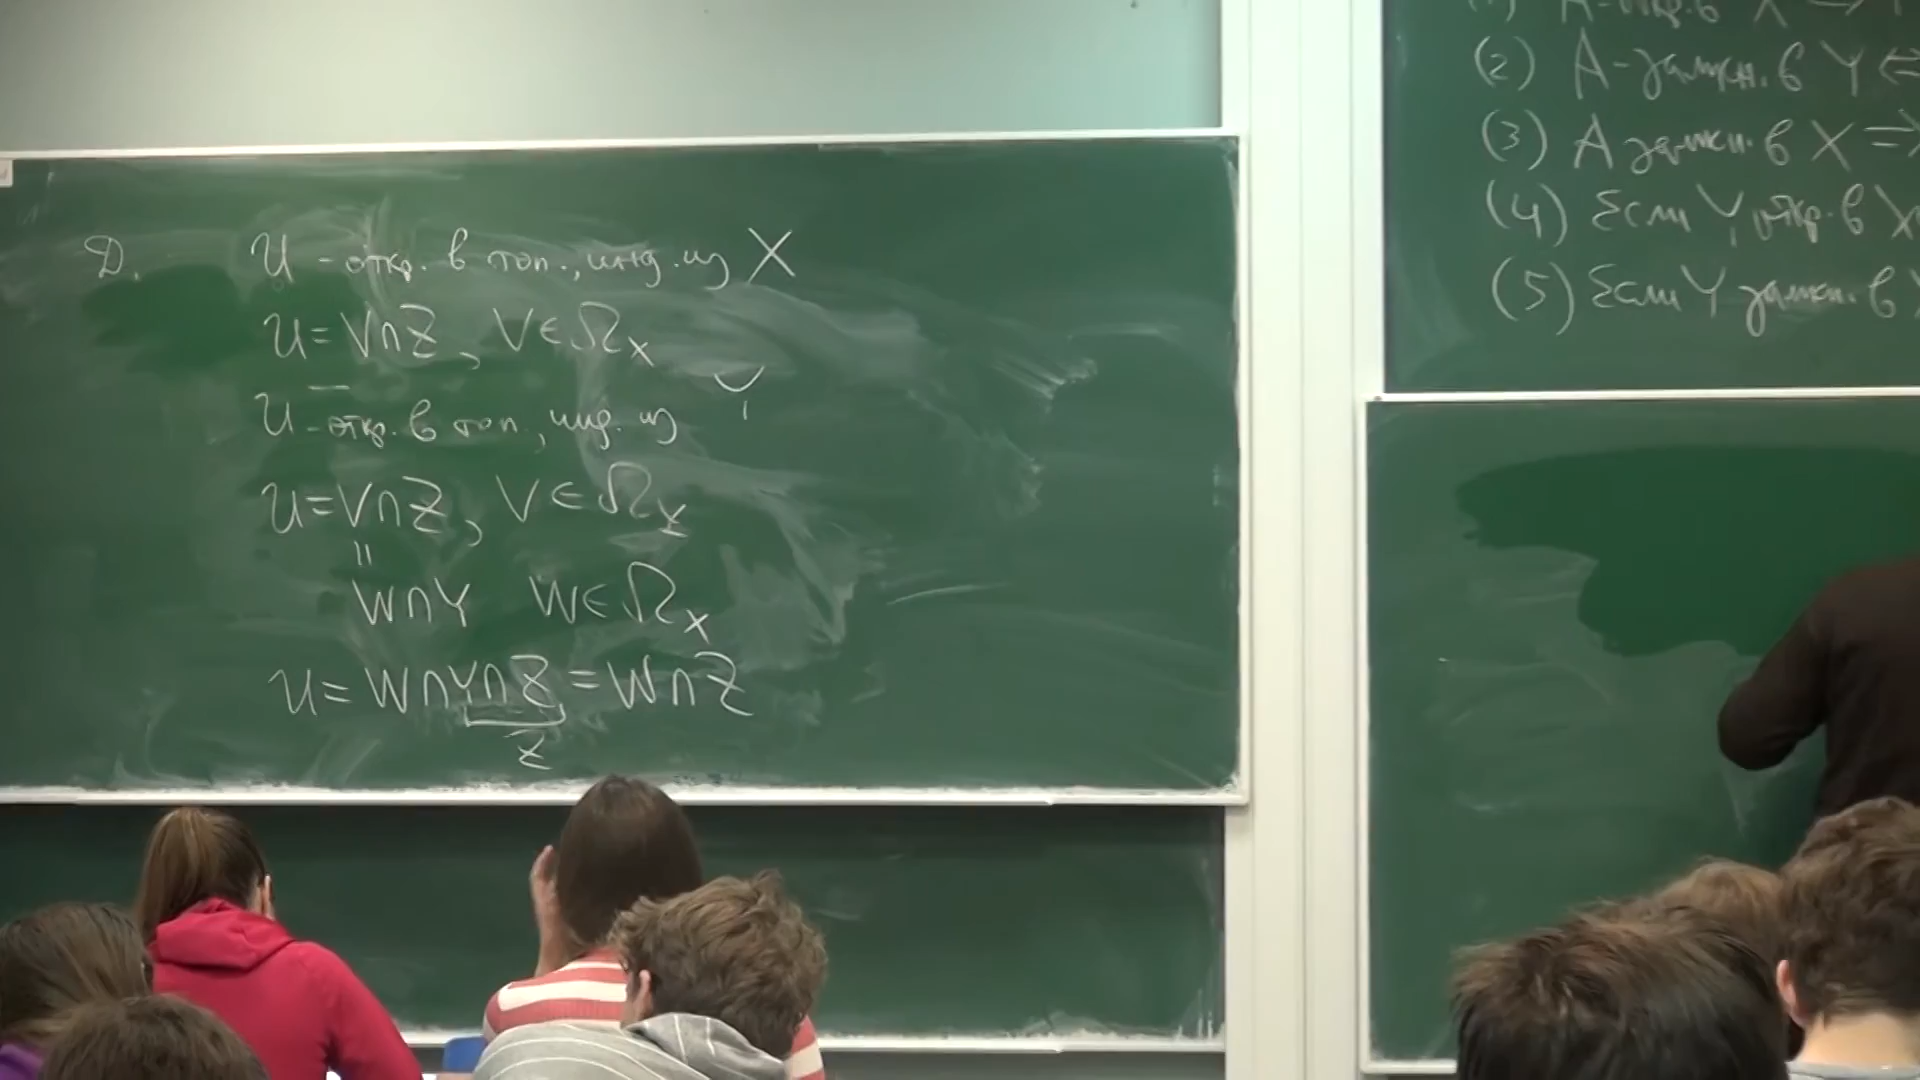 Д. U - откр. в топ., инд. из X
U = V∩Z, V∈Ω_X
U - откр. в топ., инд. из Y
U = V∩Z, V∈Ω_Y
||
W∩Y W∈Ω_X
U = W∩Y∩Z = W∩Z
Z
(2) A - замкн. в Y ⇔
(3) A замкн. в X ⇒
(4) Если Y откр. в X
(5) Если Y замкн. в